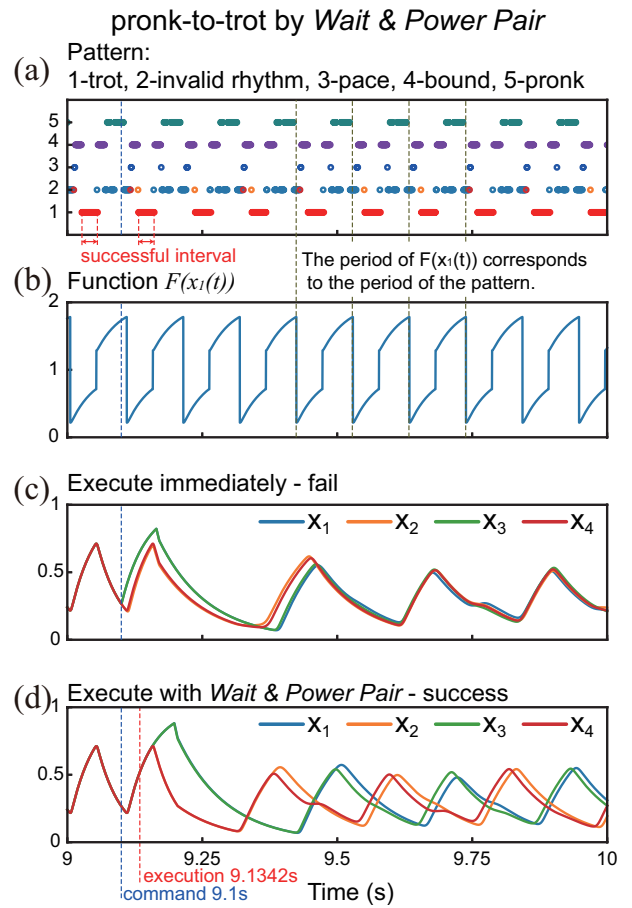 pronk-to-trot by Wait & Power Pair
(a) Pattern:
1-trot, 2-invalid rhythm, 3-pace, 4-bound, 5-pronk
5
4
3
2
1
successful interval
The period of F(x₁(t)) corresponds
to the period of the pattern.
(b) Function F(x₁(t))
2
1
0
(c) Execute immediately - fail
1
0.5
0
X₁ X₂ X₃ X₄
(d) Execute with Wait & Power Pair - success
1
0.5
0
X₁ X₂ X₃ X₄
9 9.25 9.5 9.75 10
execution 9.1342s
command 9.1s
Time (s)